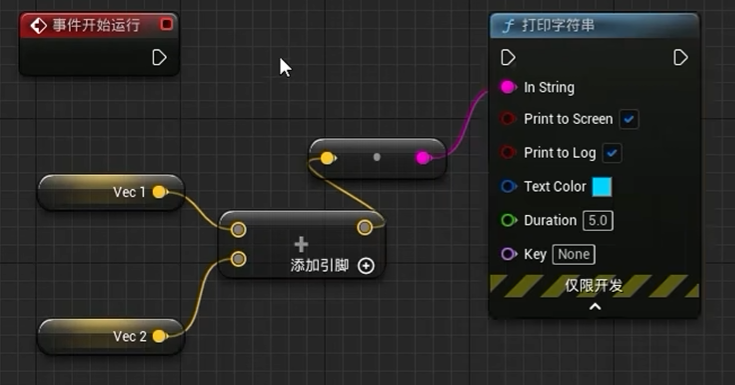 事件开始运行
打印字符串
In String
Print to Screen
Print to Log
Text Color
Duration 5.0
Key None
仅限开发
Vec 1
添加引脚
Vec 2